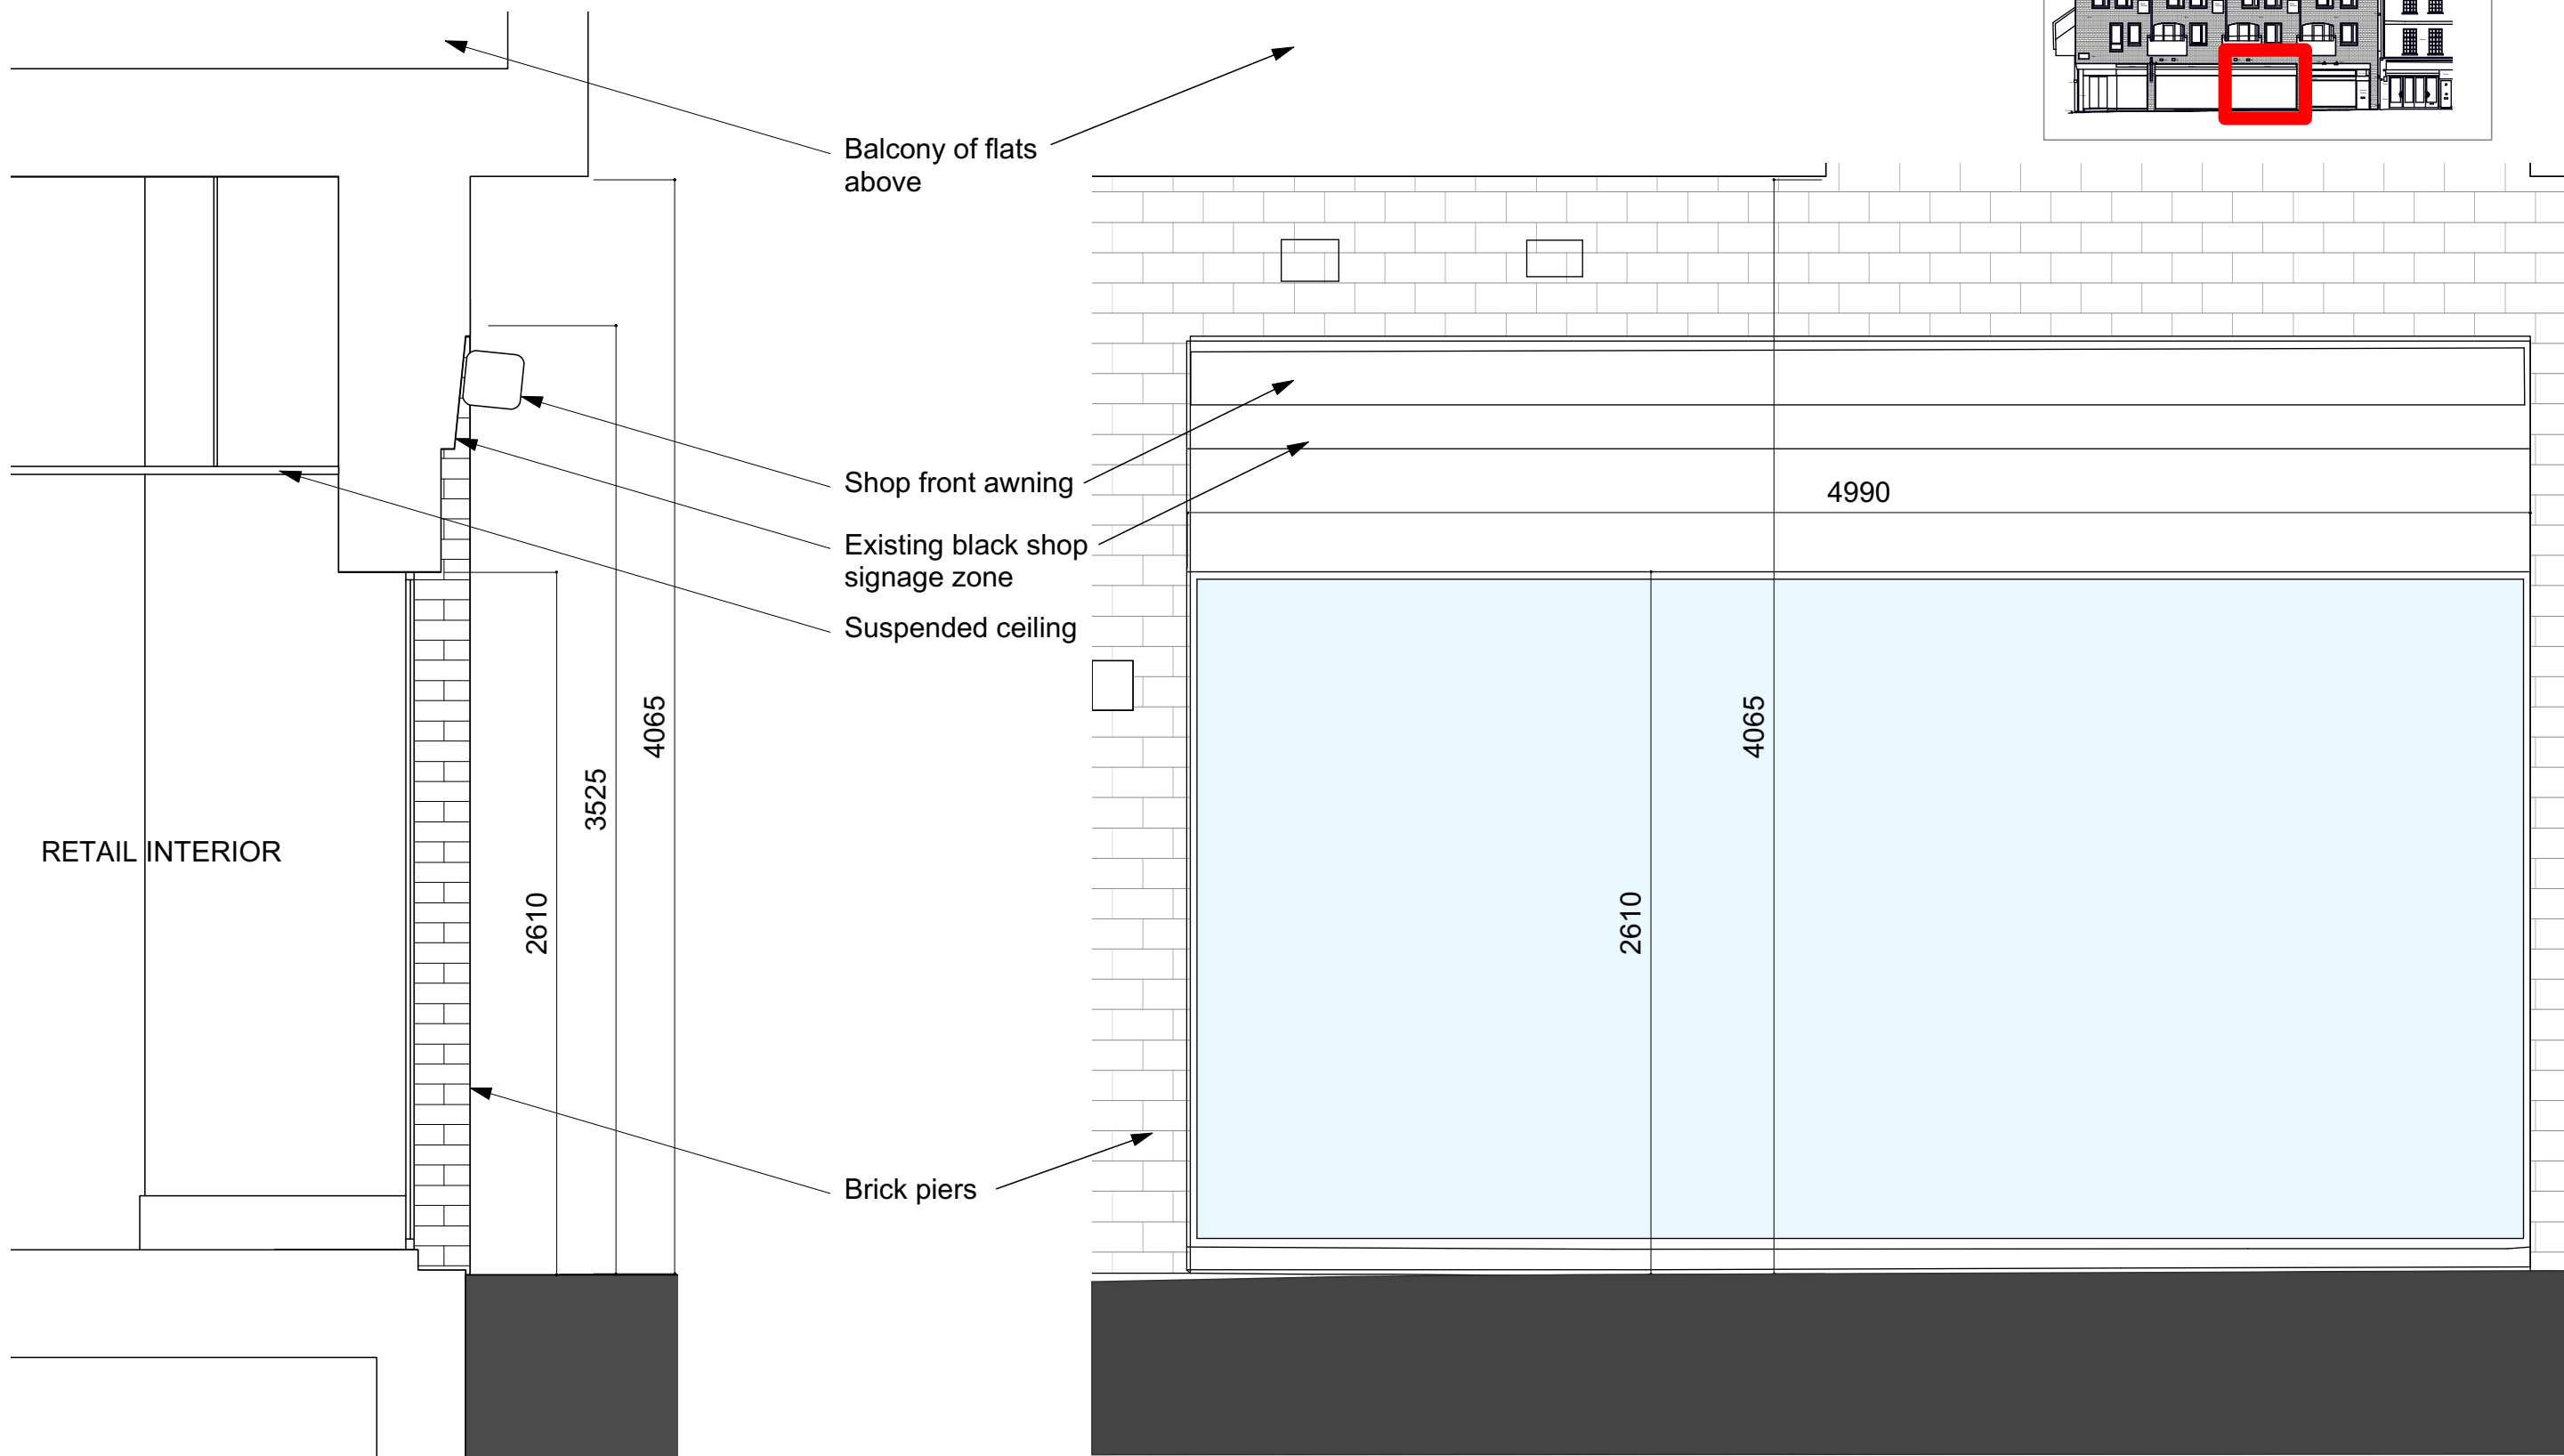 Balcony of flats
above
Shop front awning
4990
Existing black shop
signage zone
Suspended ceiling
4065
4065
3525
RETAIL INTERIOR
2610
2610
Brick piers